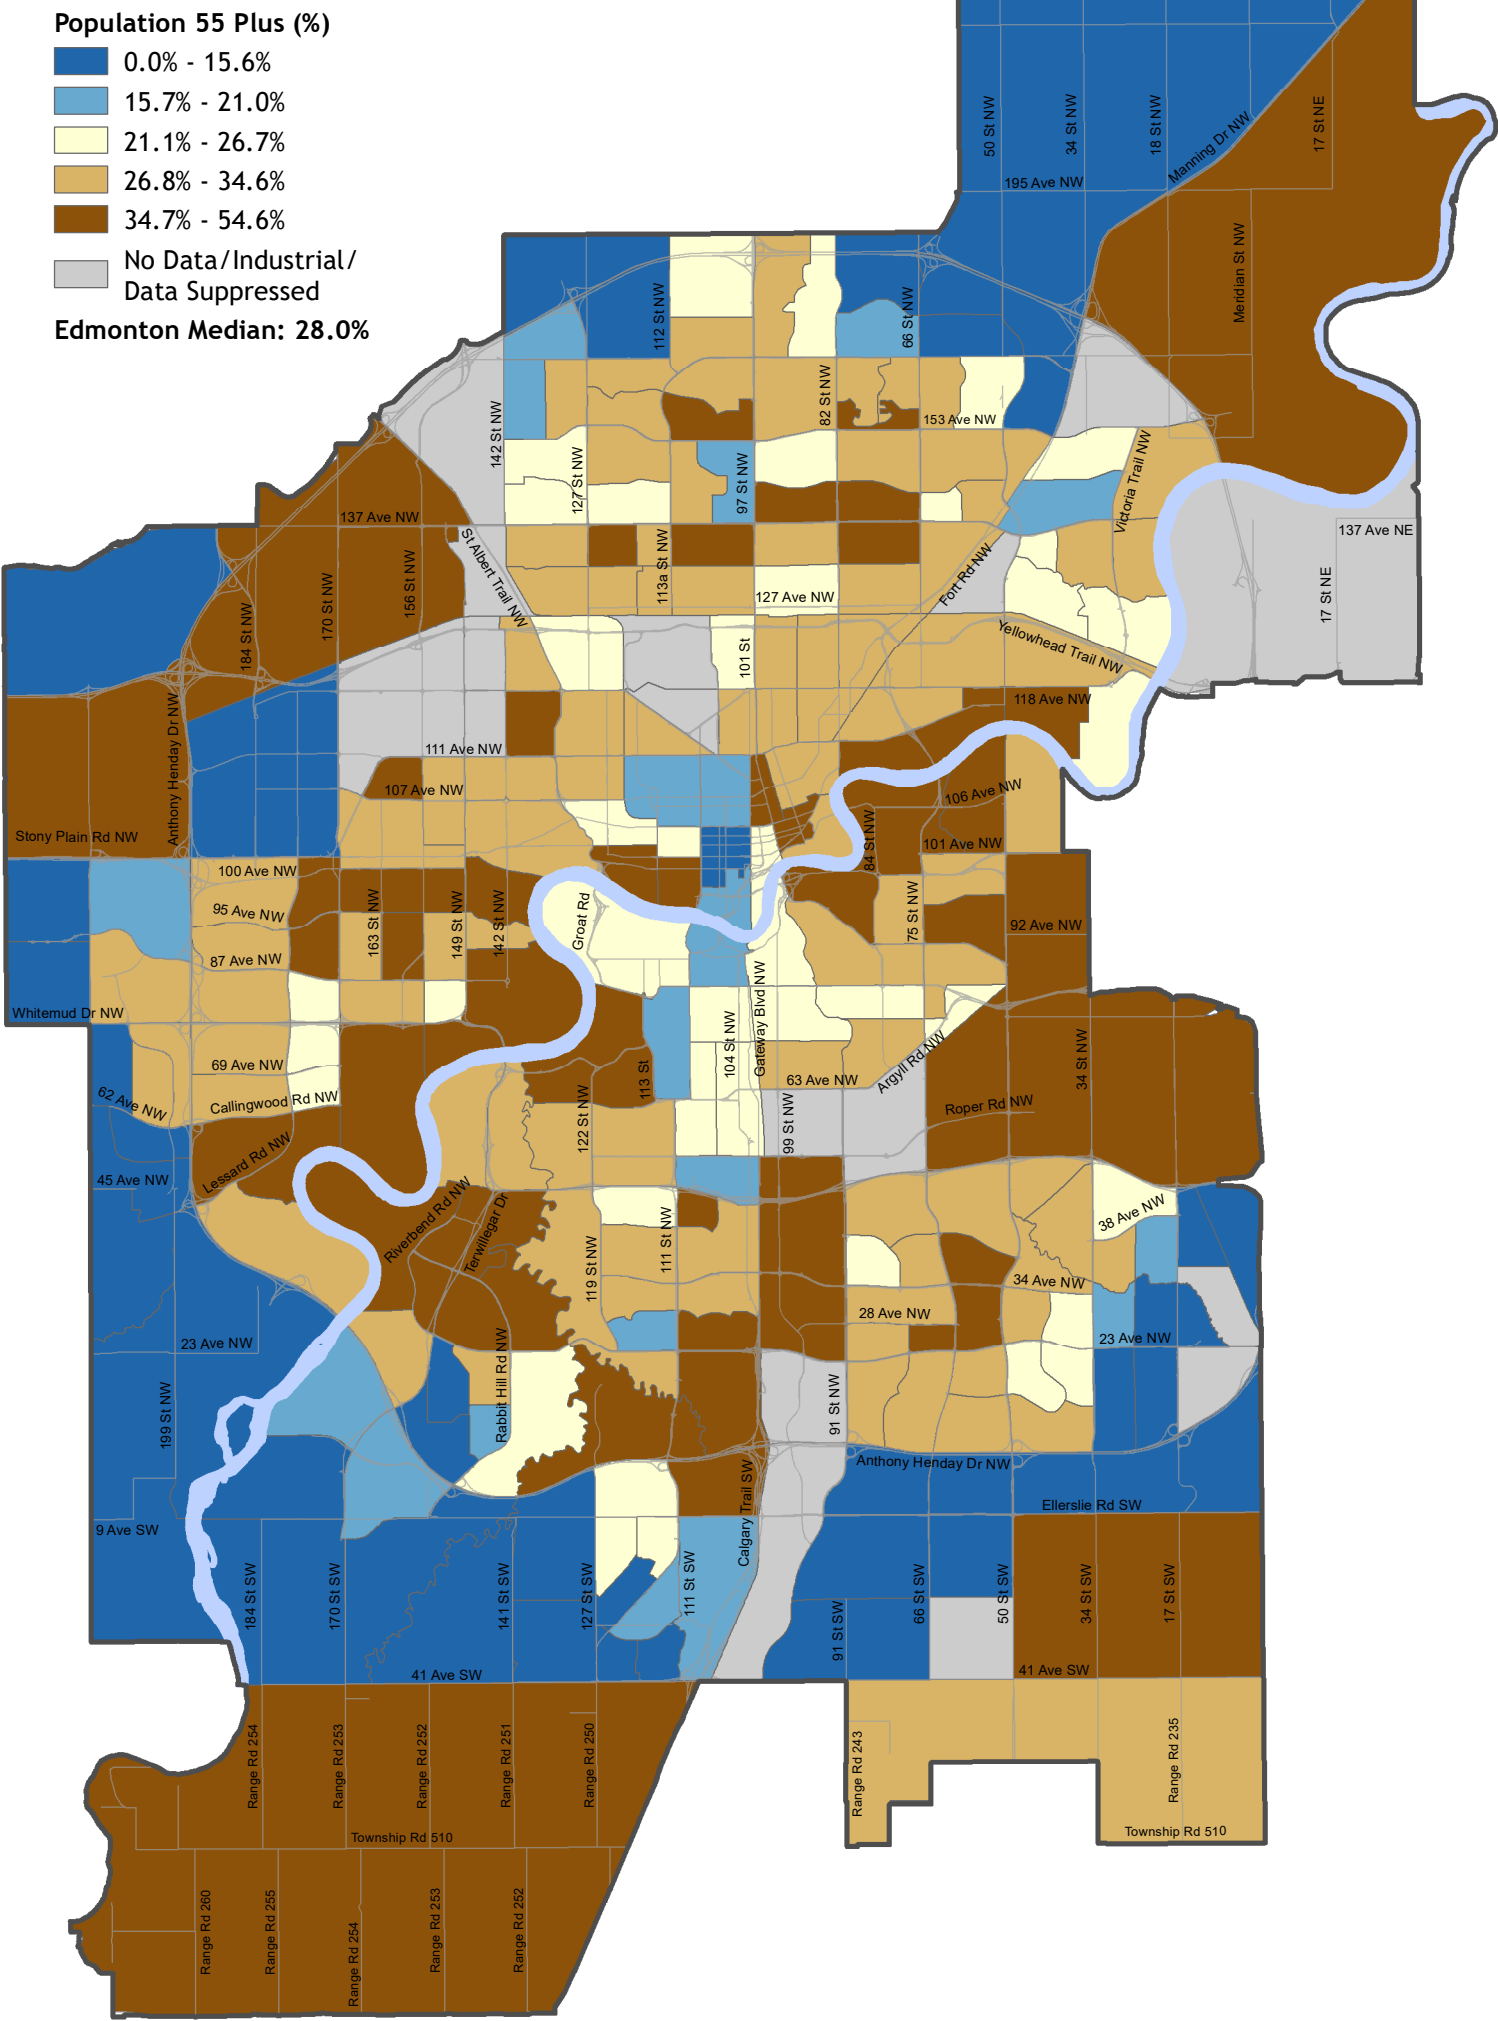 Population 55 Plus (%)
0.0% - 15.6%
15.7% - 21.0%
21.1% - 26.7%
26.8% - 34.6%
34.7% - 54.6%
No Data/Industrial/
Data Suppressed
Edmonton Median: 28.0%
50 St NW
34 St NW
18 St NW
Manning Dr NW
17 St NE
195 Ave NW
Meridian St NW
112 St NW
66 St NW
82 St NW
153 Ave NW
142 St NW
127 St NW
97 St NW
Victoria Trail NW
137 Ave NW
137 Ave NE
St Albert Trail NW
156 St NW
170 St NW
184 St NW
113a St NW
127 Ave NW
Fort Rd NW
17 St NE
Yellowhead Trail NW
101 St
118 Ave NW
Anthony Henday Dr NW
111 Ave NW
107 Ave NW
106 Ave NW
Stony Plain Rd NW
84 St NW
101 Ave NW
100 Ave NW
95 Ave NW
163 St NW
149 St NW
142 St NW
Groat Rd
75 St NW
92 Ave NW
87 Ave NW
Whitemud Dr NW
104 St NW
Gateway Blvd NW
69 Ave NW
113 St
63 Ave NW
Argyll Rd NW
34 St NW
62 Ave NW
Callingwood Rd NW
122 St NW
99 St NW
Roper Rd NW
Lessard Rd NW
45 Ave NW
Riverbend Rd NW
Terwillegar Dr
119 St NW
111 St NW
38 Ave NW
34 Ave NW
28 Ave NW
23 Ave NW
23 Ave NW
Rabbit Hill Rd NW
199 St NW
91 St NW
Anthony Henday Dr NW
Calgary Trail SW
Ellerslie Rd SW
9 Ave SW
184 St SW
170 St SW
141 St SW
127 St SW
111 St SW
91 St SW
66 St SW
50 St SW
34 St SW
17 St SW
41 Ave SW
41 Ave SW
Range Rd 254
Range Rd 253
Range Rd 252
Range Rd 251
Range Rd 250
Range Rd 243
Range Rd 235
Township Rd 510
Township Rd 510
Range Rd 260
Range Rd 255
Range Rd 254
Range Rd 253
Range Rd 252